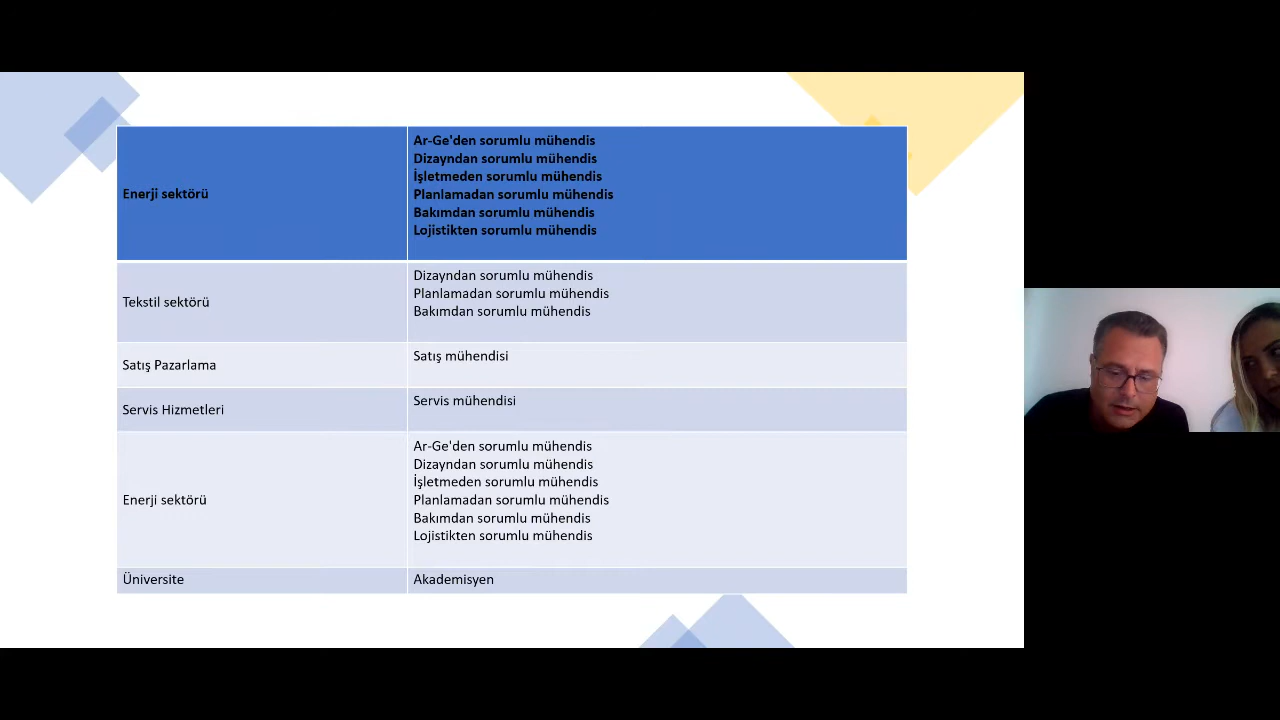 Enerji sektörü
Ar-Ge'den sorumlu mühendis
Dizayndan sorumlu mühendis
İşletmeden sorumlu mühendis
Planlamadan sorumlu mühendis
Bakımdan sorumlu mühendis
Lojistikten sorumlu mühendis
Tekstil sektörü
Dizayndan sorumlu mühendis
Planlamadan sorumlu mühendis
Bakımdan sorumlu mühendis
Satış Pazarlama
Satış mühendisi
Servis Hizmetleri
Servis mühendisi
Enerji sektörü
Ar-Ge'den sorumlu mühendis
Dizayndan sorumlu mühendis
İşletmeden sorumlu mühendis
Planlamadan sorumlu mühendis
Bakımdan sorumlu mühendis
Lojistikten sorumlu mühendis
Üniversite
Akademisyen